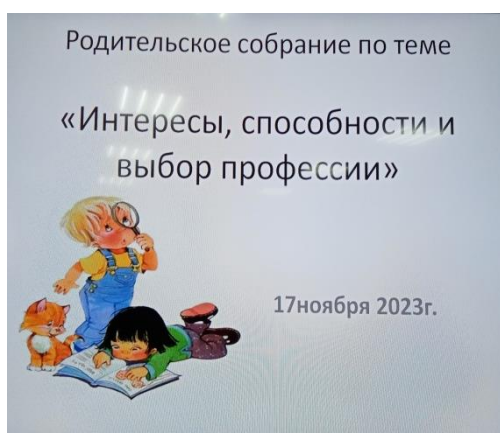 Родительское собрание по теме
«Интересы, способности и
выбор профессии»
17ноября 2023г.